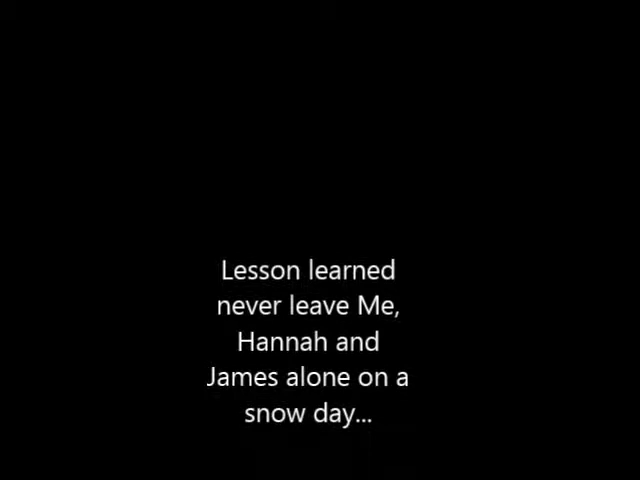 Lesson learned
never leave Me,
Hannah and
James alone on a
snow day...